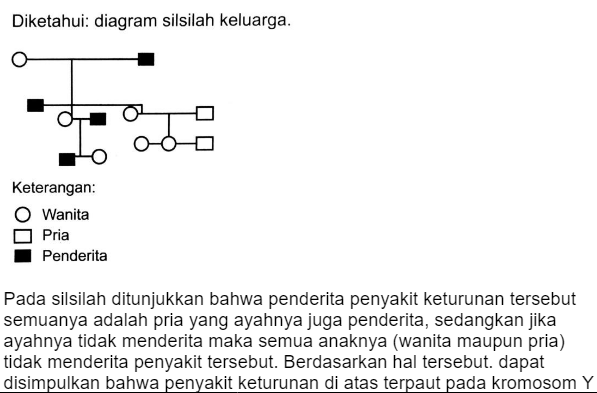 Diketahui: diagram silsilah keluarga.
Keterangan:
Wanita
Pria
Penderita
Pada silsilah ditunjukkan bahwa penderita penyakit keturunan tersebut
semuanya adalah pria yang ayahnya juga penderita, sedangkan jika
ayahnya tidak menderita maka semua anaknya (wanita maupun pria)
tidak menderita penyakit tersebut. Berdasarkan hal tersebut. dapat
disimpulkan bahwa penyakit keturunan di atas terpaut pada kromosom Y